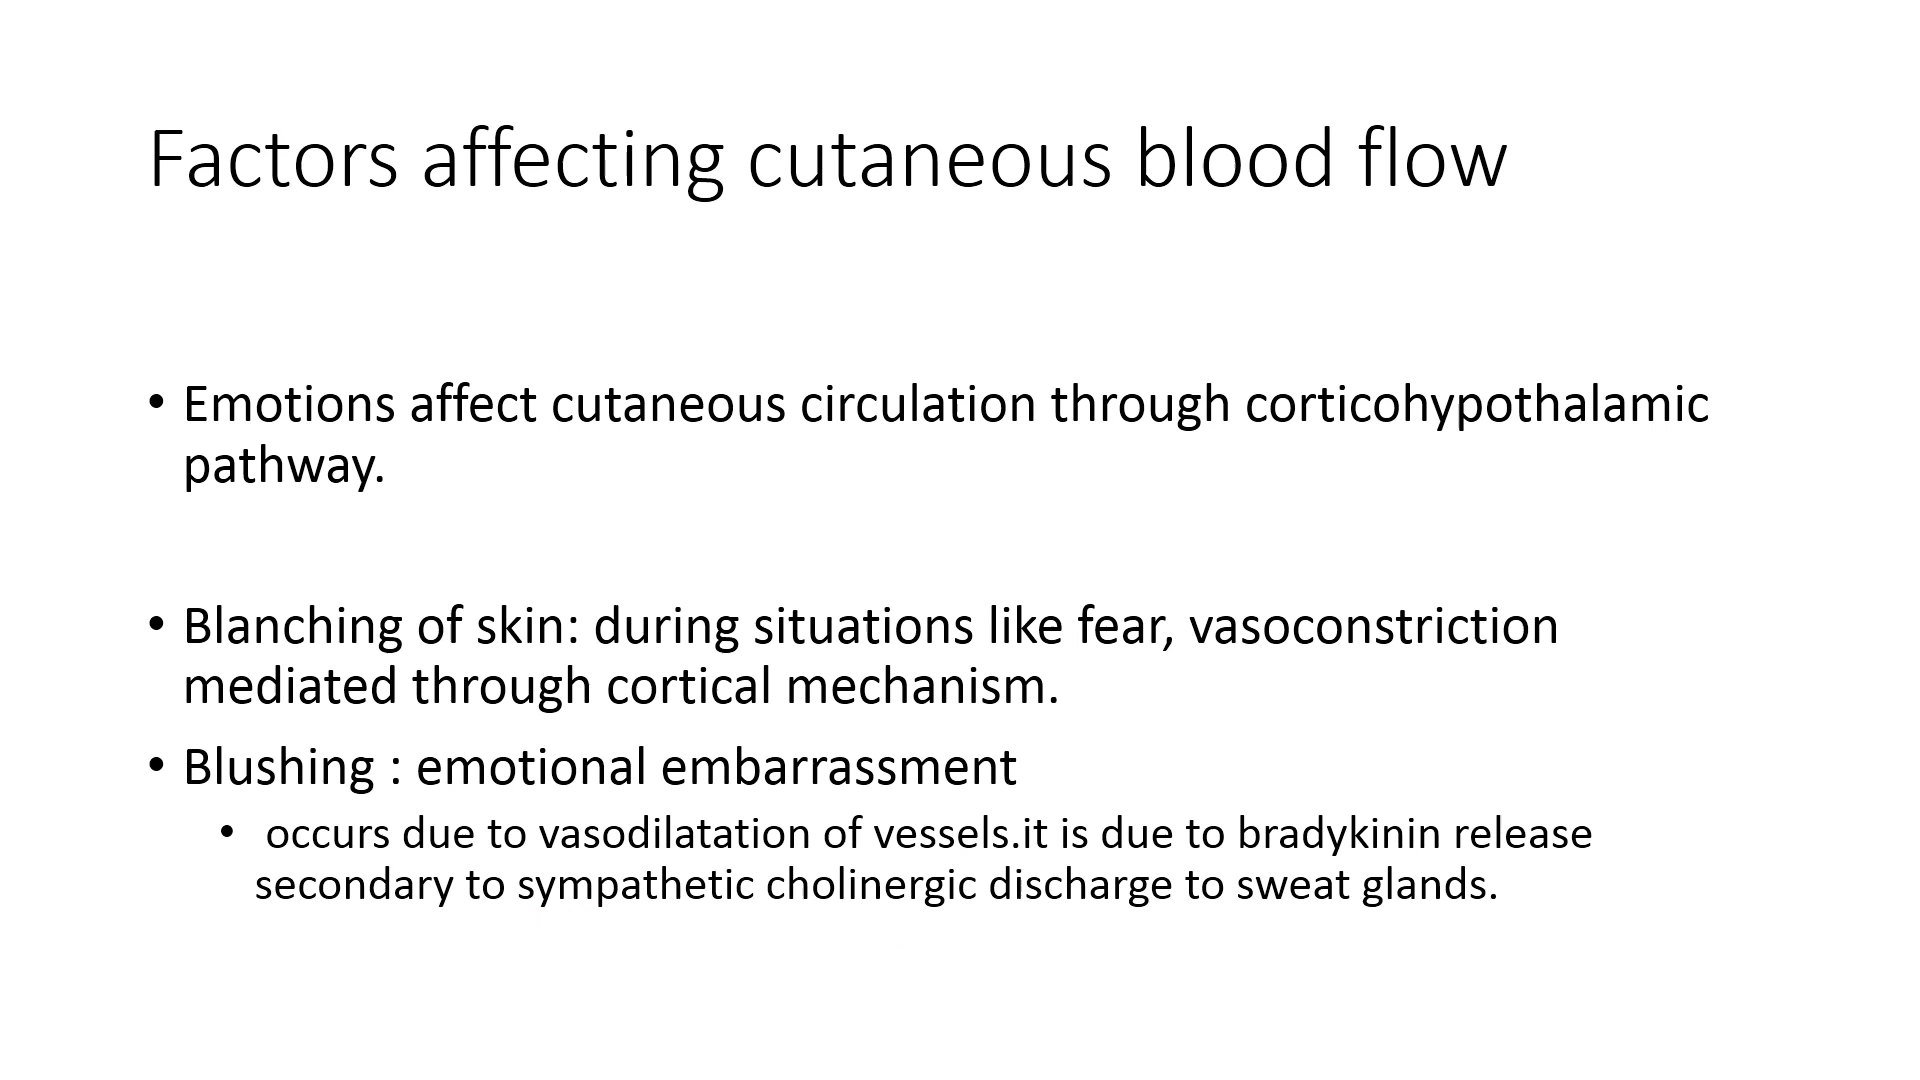 Factors affecting cutaneous blood flow
• Emotions affect cutaneous circulation through corticohypothalamic
pathway.
• Blanching of skin: during situations like fear, vasoconstriction
mediated through cortical mechanism.
• Blushing : emotional embarrassment
• occurs due to vasodilatation of vessels.it is due to bradykinin release
secondary to sympathetic cholinergic discharge to sweat glands.